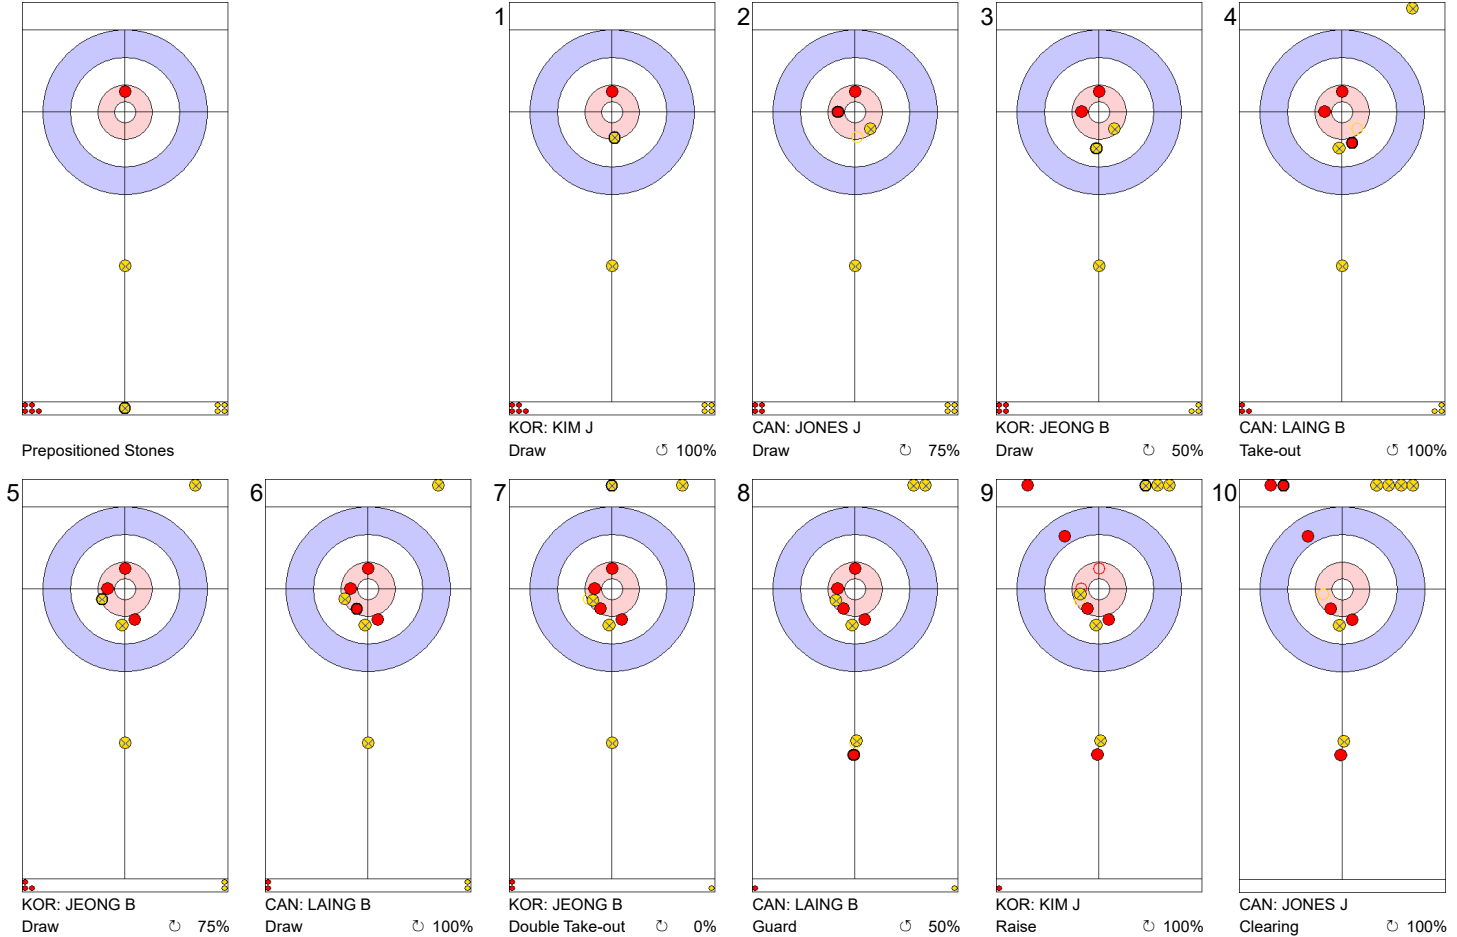 Prepositioned Stones
1
KOR: KIM J
Draw ↺ 100%
2
CAN: JONES J
Draw ↻ 75%
3
KOR: JEONG B
Draw ↻ 50%
4
CAN: LAING B
Take-out ↺ 100%
5
KOR: JEONG B
Draw ↻ 75%
6
CAN: LAING B
Draw ↻ 100%
7
KOR: JEONG B
Double Take-out ↻ 0%
8
CAN: LAING B
Guard ↺ 50%
9
KOR: KIM J
Raise ↻ 100%
10
CAN: JONES J
Clearing ↻ 100%